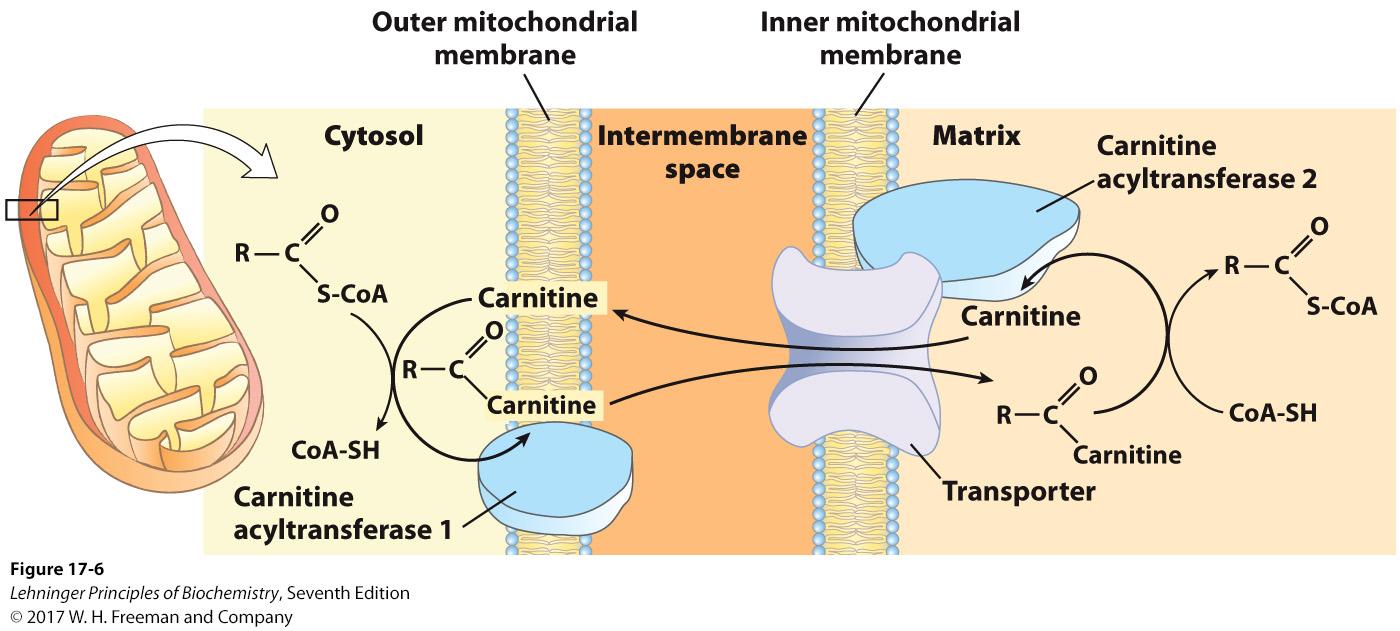 Outer mitochondrial
membrane
Inner mitochondrial
membrane
Cytosol
Intermembrane
space
Matrix
Carnitine
acyltransferase 2
R—C
O
S-CoA
Carnitine
R—C
O
Carnitine
CoA-SH
Carnitine
acyltransferase 1
Carnitine
R—C
O
S-CoA
R—C
O
Carnitine
CoA-SH
Transporter
Figure 17-6
Lehninger Principles of Biochemistry, Seventh Edition
© 2017 W. H. Freeman and Company